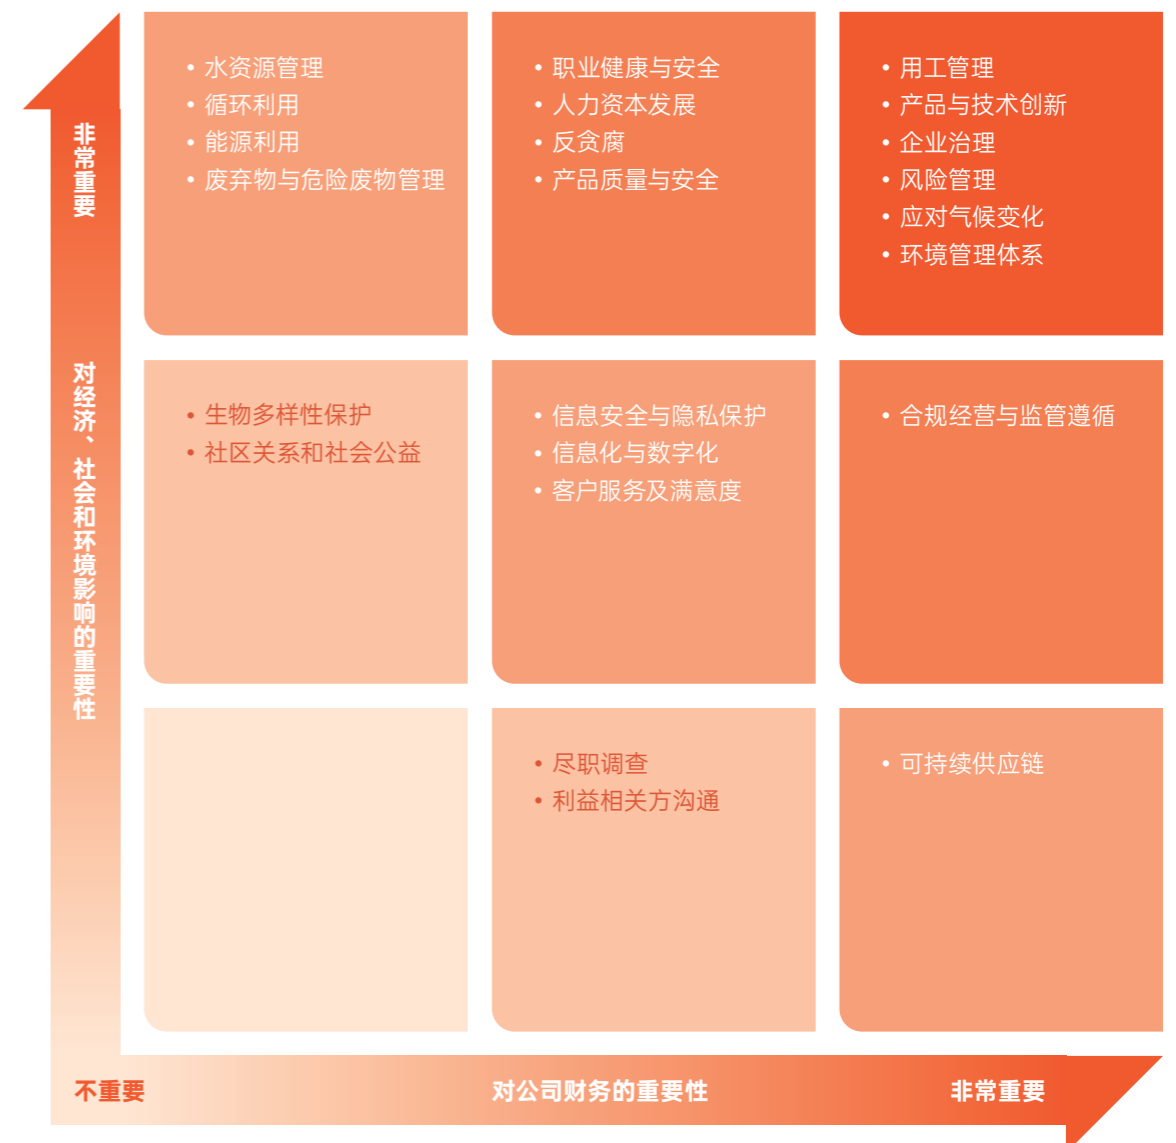 非常重要
对经济、社会和环境影响的重要性
• 水资源管理
• 循环利用
• 能源利用
• 废弃物与危险废物管理
• 职业健康与安全
• 人力资本发展
• 反贪腐
• 产品质量与安全
• 用工管理
• 产品与技术创新
• 企业治理
• 风险管理
• 应对气候变化
• 环境管理体系
• 生物多样性保护
• 社区关系和社会公益
• 信息安全与隐私保护
• 信息化与数字化
• 客户服务及满意度
• 合规经营与监管遵循
• 尽职调查
• 利益相关方沟通
• 可持续供应链
不重要
对公司财务的重要性
非常重要